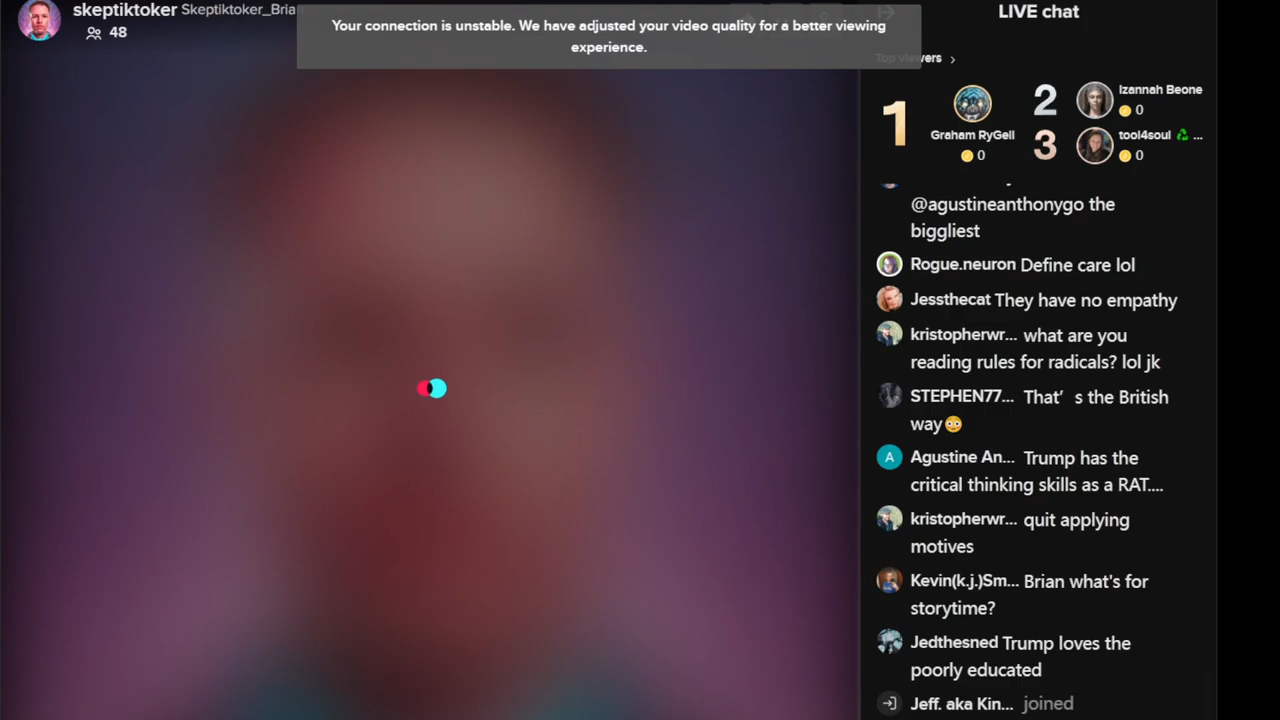 skeptiktoker Skeptiktoker_Bria
48
Your connection is unstable. We have adjusted your video quality for a better viewing
experience.
LIVE chat
Top viewers
1
Graham RyGell
0
2
Izannah Beone
0
3
tool4soul ♻ ...
0
@agustineanthonygo the
biggliest
Rogue.neuron Define care lol
Jessthecat They have no empathy
kristopherwr... what are you
reading rules for radicals? lol jk
STEPHEN77... That’s the British
way😳
A Agustine An... Trump has the
critical thinking skills as a RAT....
kristopherwr... quit applying
motives
Kevin(k.j.)Sm... Brian what's for
storytime?
Jedthesned Trump loves the
poorly educated
Jeff. aka Kin... joined